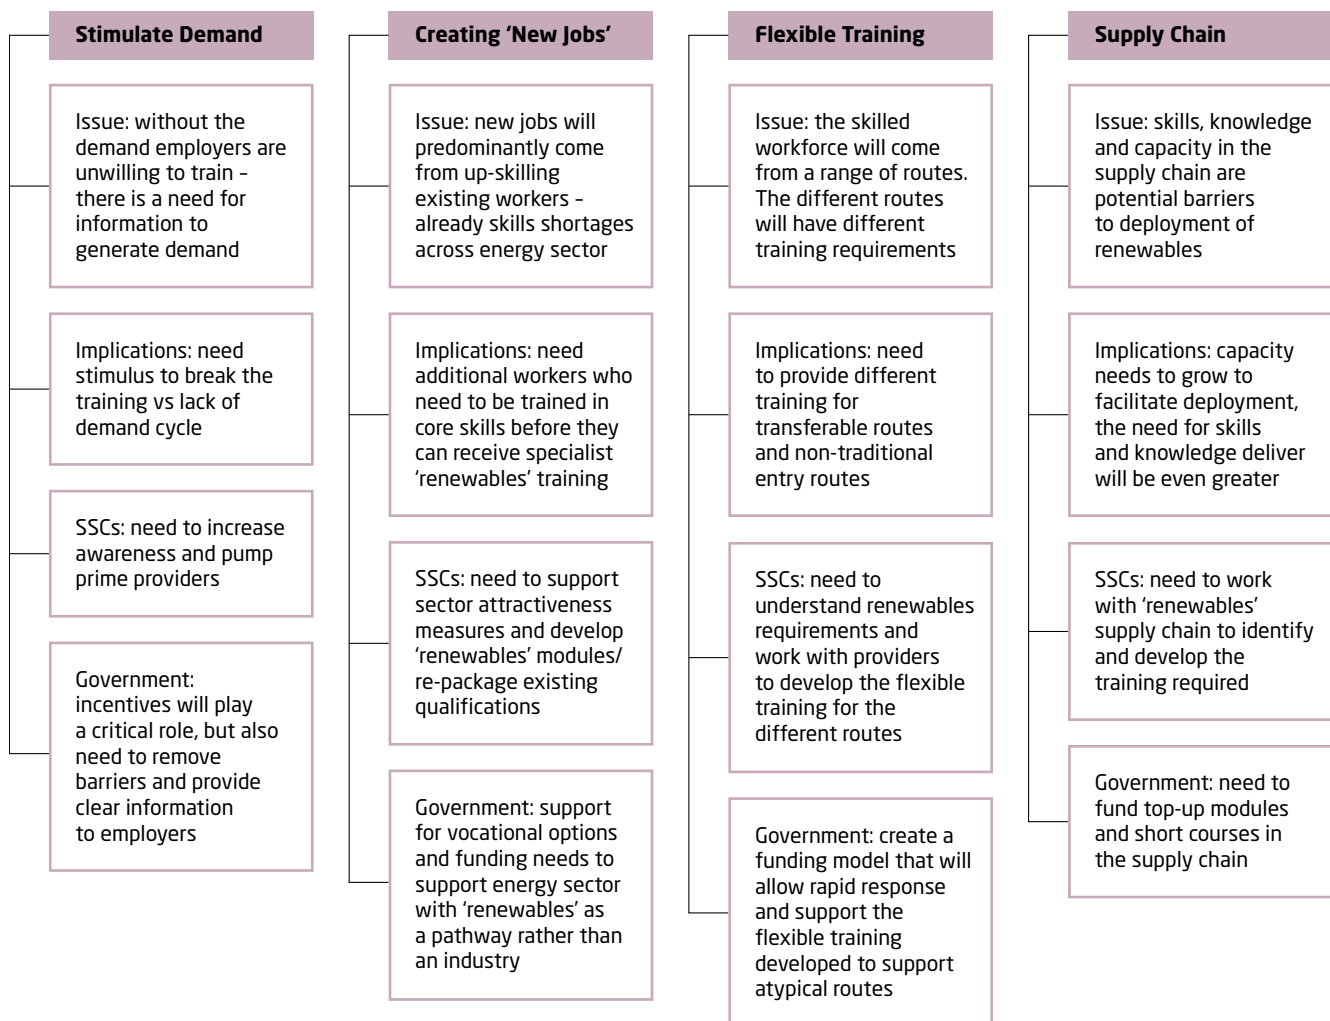 Stimulate Demand
Issue: without the
demand employers are
unwilling to train –
there is a need for
information to
generate demand
Implications: need
stimulus to break the
training vs lack of
demand cycle
SSCs: need to increase
awareness and pump
prime providers
Government:
incentives will play
a critical role, but also
need to remove
barriers and provide
clear information
to employers
Creating ‘New Jobs’
Issue: new jobs will
predominantly come
from up-skilling
existing workers –
already skills shortages
across energy sector
Implications: need
additional workers who
need to be trained in
core skills before they
can receive specialist
‘renewables’ training
SSCs: need to support
sector attractiveness
measures and develop
‘renewables’ modules/
re-package existing
qualifications
Government: support
for vocational options
and funding needs to
support energy sector
with ‘renewables’ as
a pathway rather than
an industry
Flexible Training
Issue: the skilled
workforce will come
from a range of routes.
The different routes
will have different
training requirements
Implications: need
to provide different
training for
transferable routes
and non-traditional
entry routes
SSCs: need to
understand renewables
requirements and
work with providers
to develop the flexible
training for the
different routes
Government: create a
funding model that will
allow rapid response
and support the
flexible training
developed to support
atypical routes
Supply Chain
Issue: skills, knowledge
and capacity in the
supply chain are
potential barriers
to deployment of
renewables
Implications: capacity
needs to grow to
facilitate deployment,
the need for skills
and knowledge deliver
will be even greater
SSCs: need to work
with ‘renewables’
supply chain to identify
and develop the
training required
Government: need to
fund top-up modules
and short courses in
the supply chain